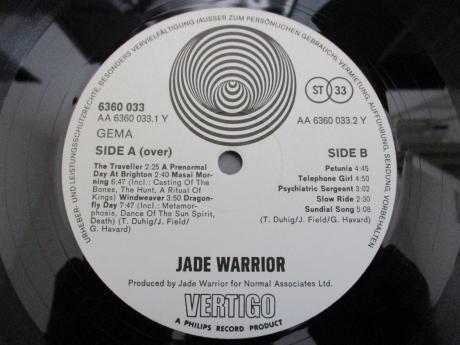 URHEBER- UND LEISTUNGSSCHUTZRECHTE, BESONDERS VERVIELFÄLTIGUNG (AUSSER ZUM PERSÖNLICHEN GEBRAUCH), VERMIETUNG, AUFFÜHRUNG, SENDUNG, VORBEHALTEN
6360 033
AA 6360 033.1 Y
GEMA
ST 33
AA 6360 033.2 Y
SIDE A (over)
The Traveller 2:25 A Prenormal
Day At Brighton 2:40 Masai Mor-
ning 6:47 (Incl.: Casting Of The
Bones, The Hunt, A Ritual Of
Kings) Windweaver 3:50 Dragon-
fly Day 7:47 (Incl.: Metamor-
phosis, Dance Of The Sun Spirit,
Death) (T. Duhig/J. Field/
G. Havard)
SIDE B
Petunia 4:45
Telephone Girl 4:50
Psychiatric Sergeant 3:02
Slow Ride 2:30
Sundial Song 5:08
(T. Duhig/J. Field/G. Havard)
JADE WARRIOR
Produced by Jade Warrior for Normal Associates Ltd.
VERTIGO
A PHILIPS RECORD PRODUCT